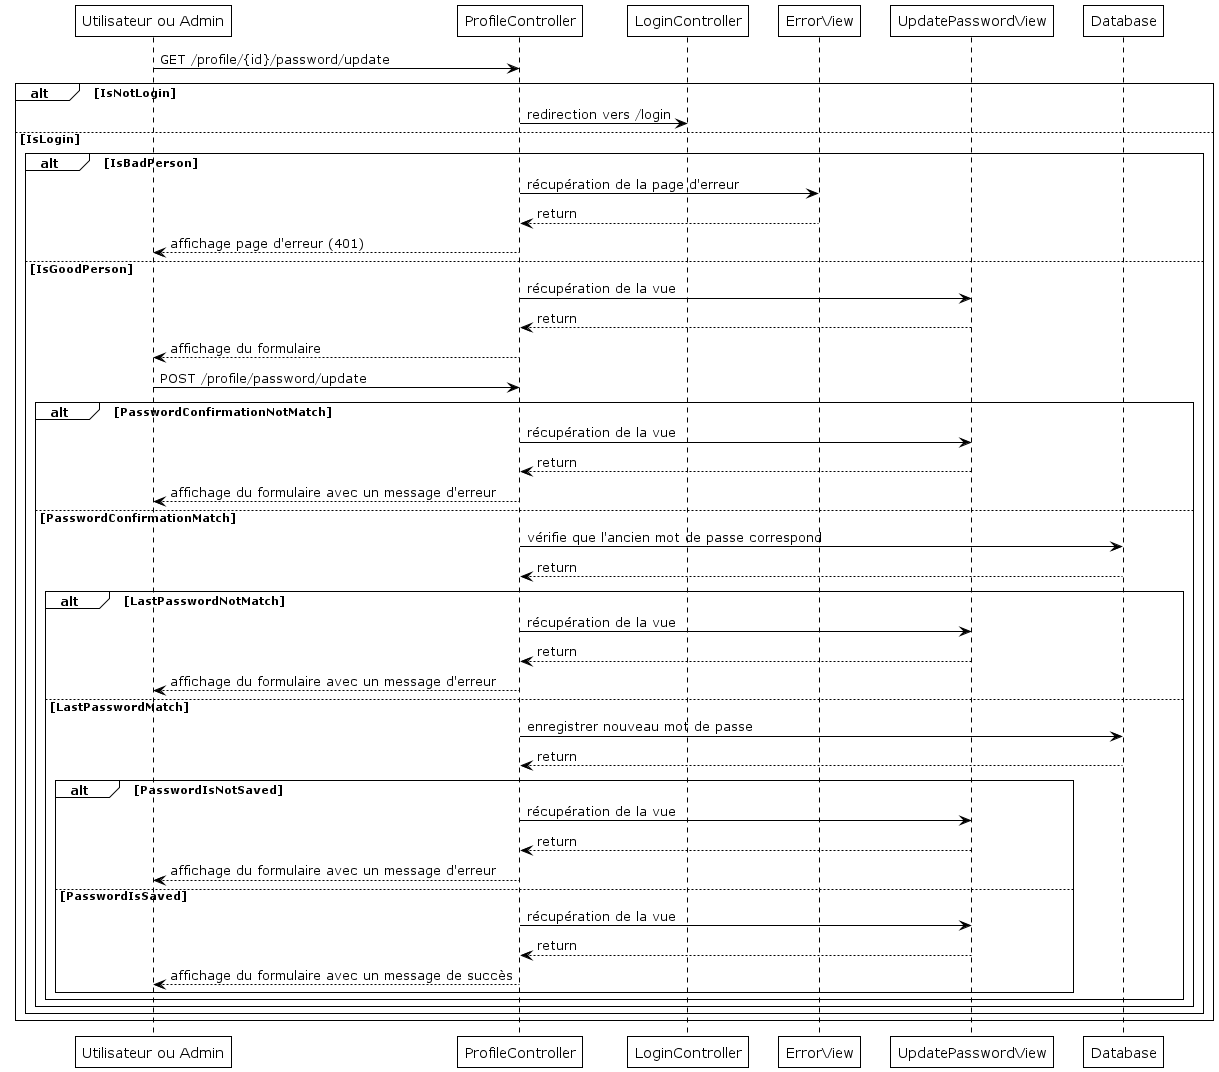 Utilisateur ou Admin
ProfileController
LoginController
ErrorView
UpdatePasswordView
Database
GET /profile/{id}/password/update
alt
[IsNotLogin]
redirection vers /login
[IsLogin]
alt
[IsBadPerson]
récupération de la page d'erreur
return
affichage page d'erreur (401)
[IsGoodPerson]
récupération de la vue
return
affichage du formulaire
POST /profile/password/update
alt
[PasswordConfirmationNotMatch]
récupération de la vue
return
affichage du formulaire avec un message d'erreur
[PasswordConfirmationMatch]
vérifie que l'ancien mot de passe correspond
return
alt
[LastPasswordNotMatch]
récupération de la vue
return
affichage du formulaire avec un message d'erreur
[LastPasswordMatch]
enregistrer nouveau mot de passe
return
alt
[PasswordIsNotSaved]
récupération de la vue
return
affichage du formulaire avec un message d'erreur
[PasswordIsSaved]
récupération de la vue
return
affichage du formulaire avec un message de succès
Utilisateur ou Admin
ProfileController
LoginController
ErrorView
UpdatePasswordView
Database